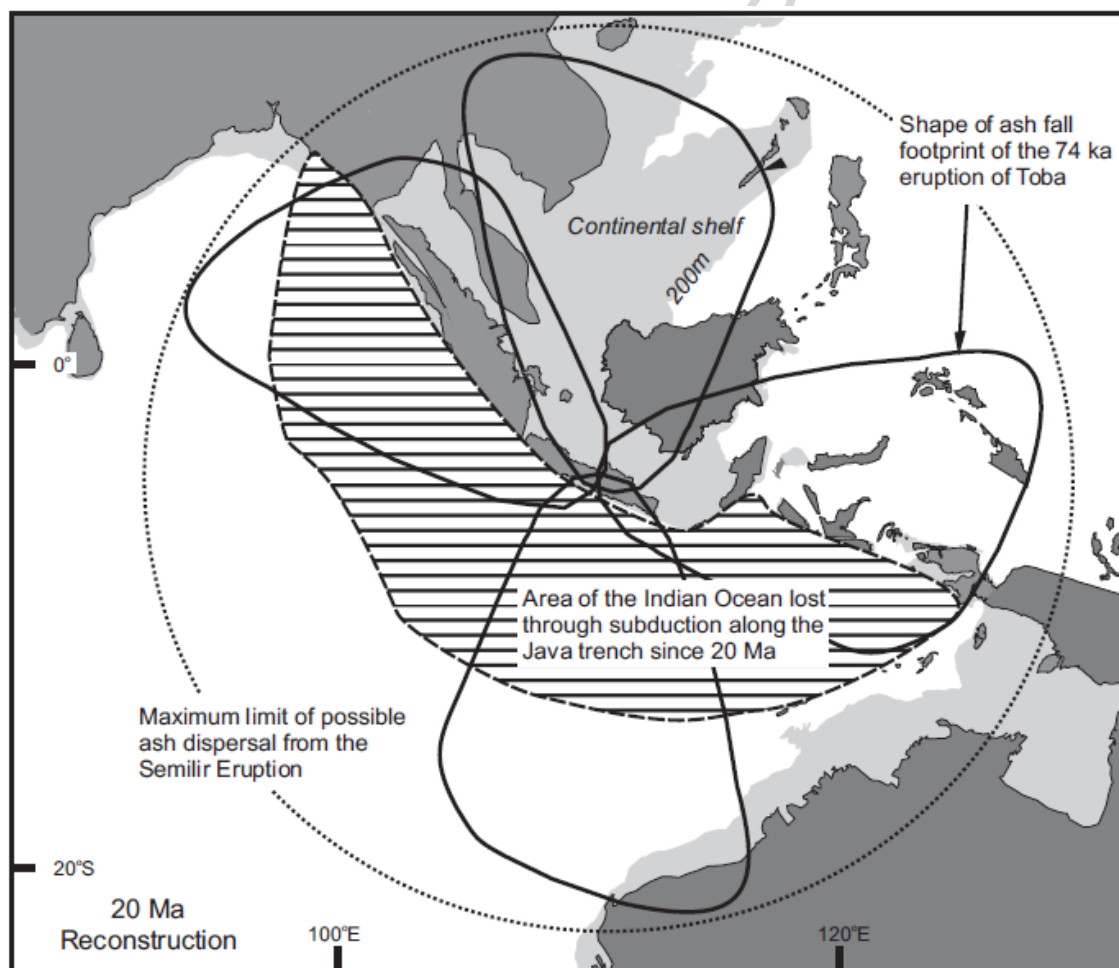 Shape of ash fall
footprint of the 74 ka
eruption of Toba
Continental shelf
200m
0°
Area of the Indian Ocean lost
through subduction along the
Java trench since 20 Ma
Maximum limit of possible
ash dispersal from the
Semilir Eruption
20°S
20 Ma
Reconstruction
100°E
120°E